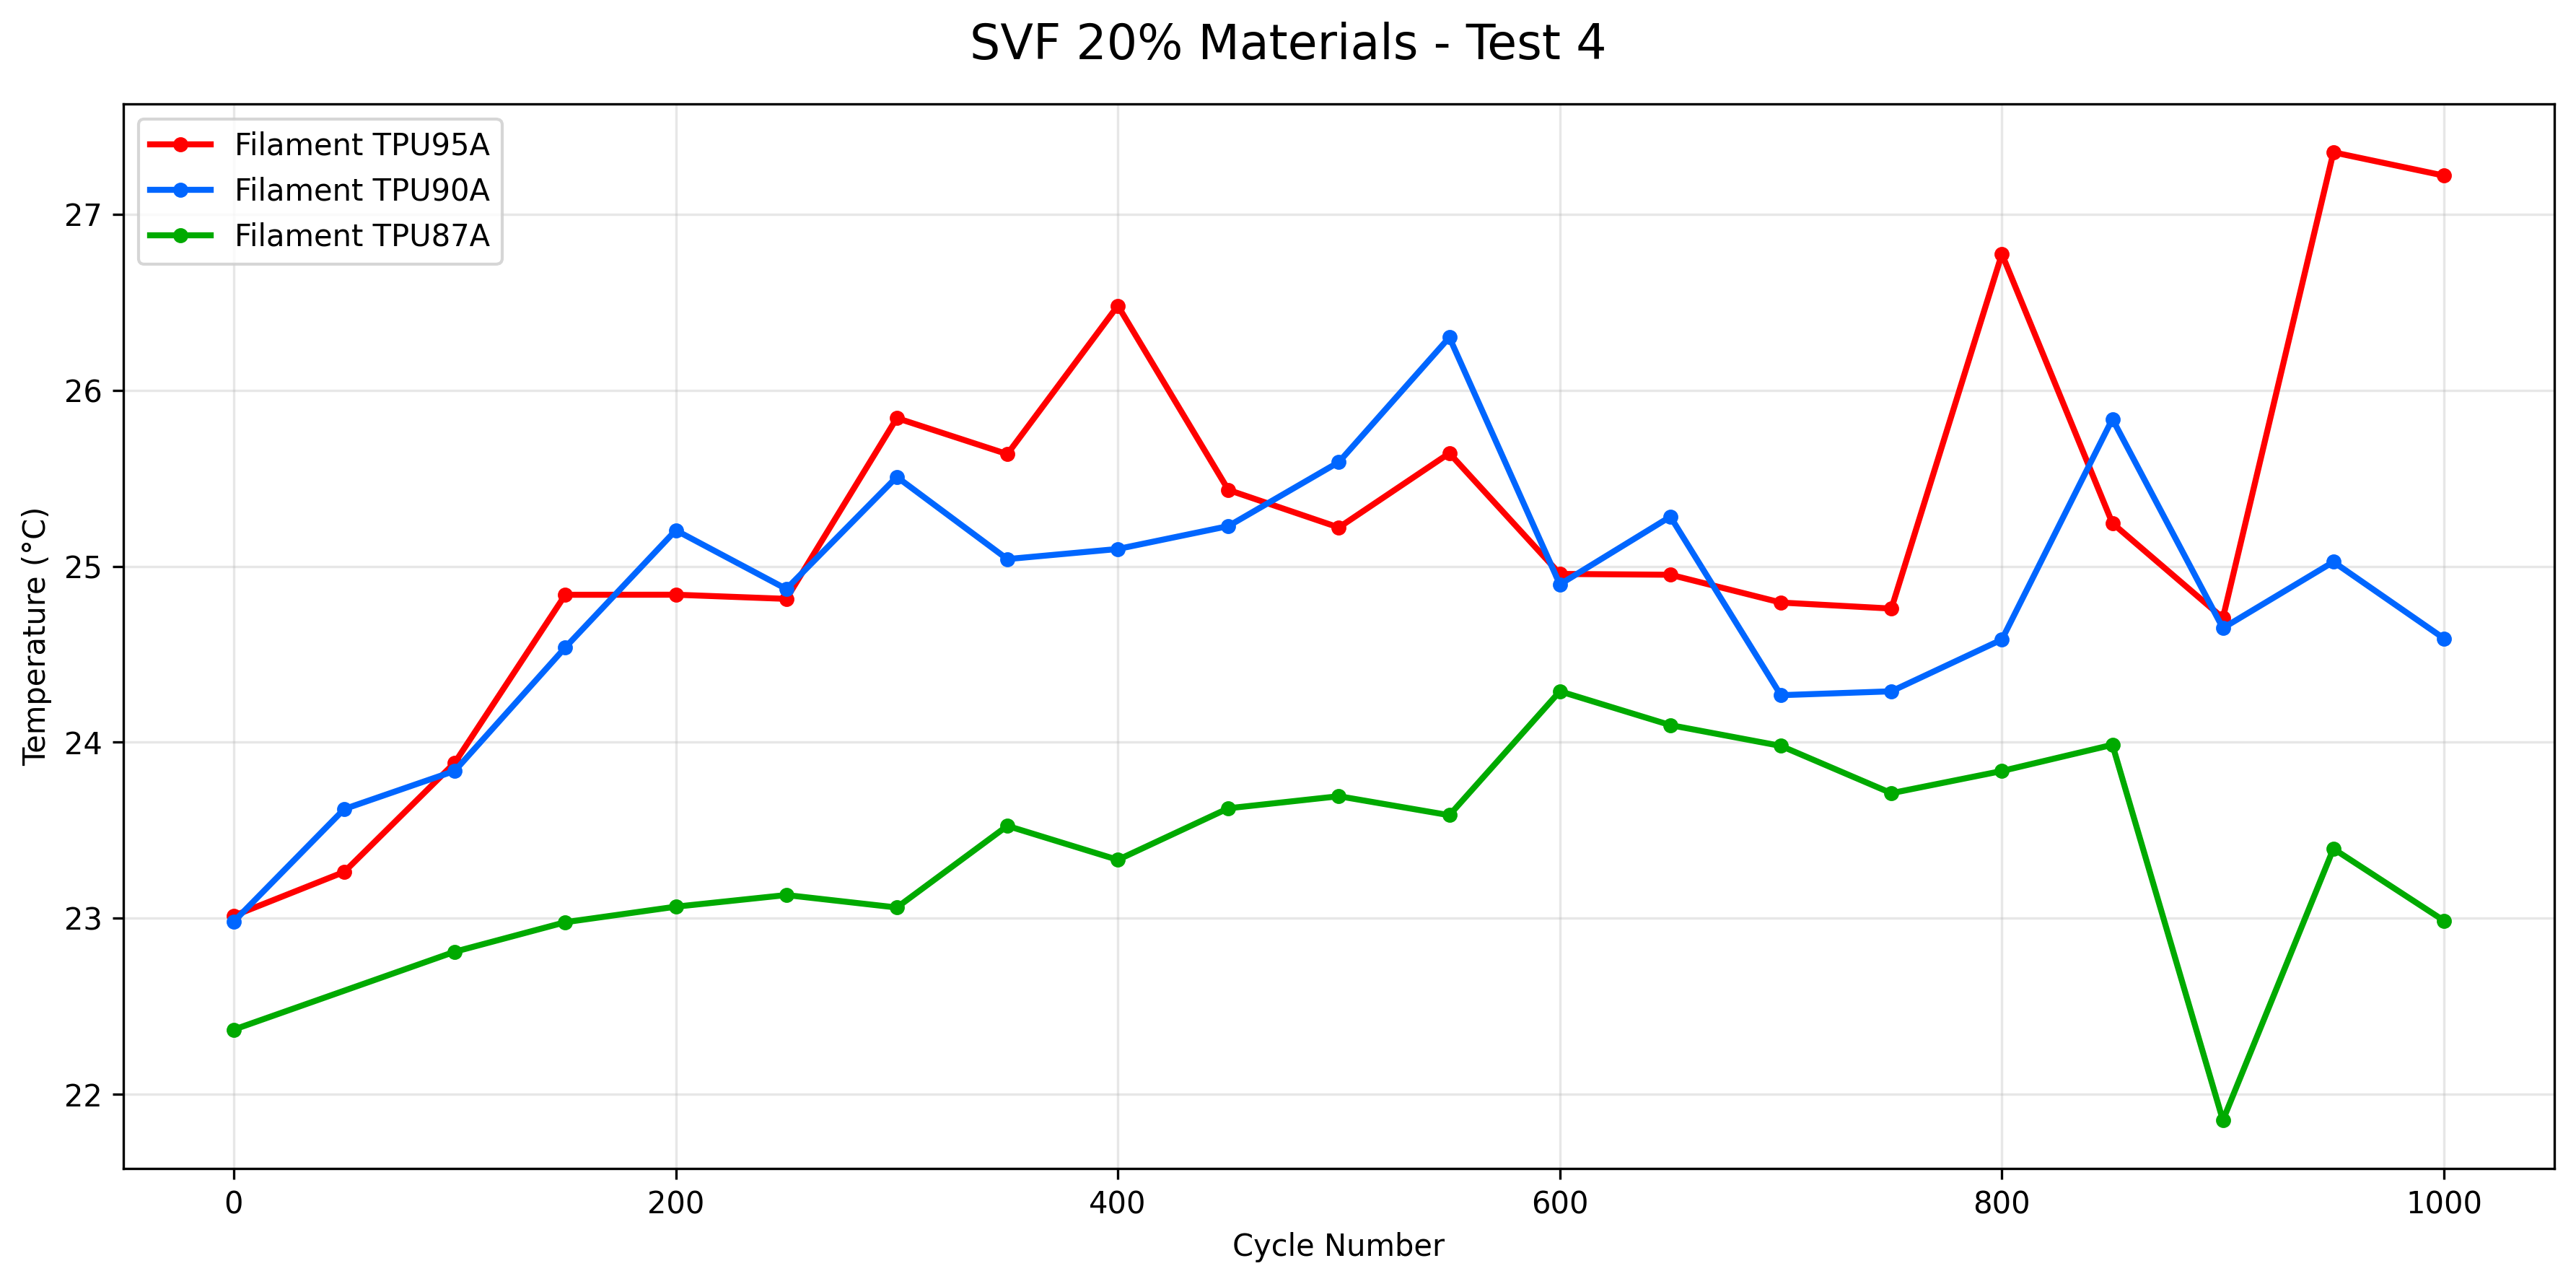 SVF 20% Materials - Test 4
Filament TPU95A
Filament TPU90A
Filament TPU87A
Temperature (°C)
27
26
25
24
23
22
0
200
400
600
800
1000
Cycle Number